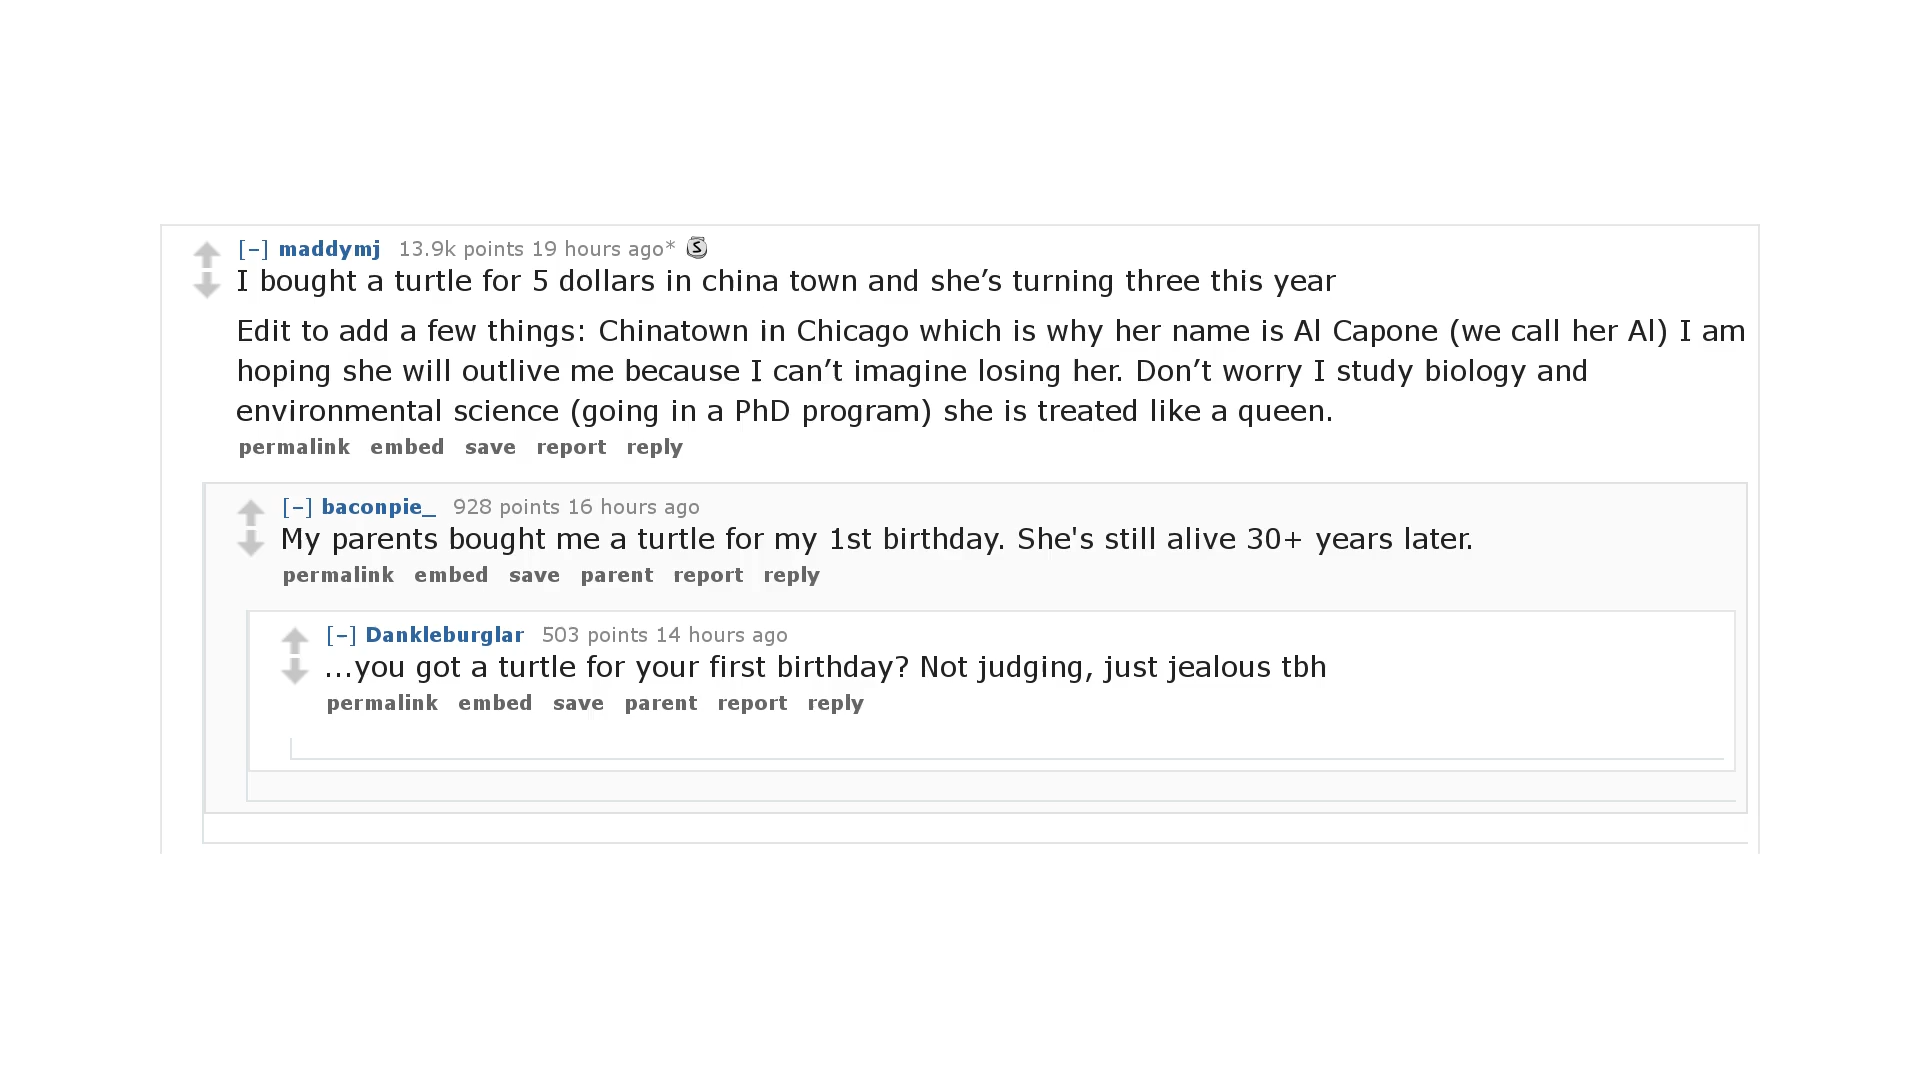 [–] maddymj 13.9k points 19 hours ago* S
I bought a turtle for 5 dollars in china town and she’s turning three this year
Edit to add a few things: Chinatown in Chicago which is why her name is Al Capone (we call her Al) I am
hoping she will outlive me because I can’t imagine losing her. Don’t worry I study biology and
environmental science (going in a PhD program) she is treated like a queen.
permalink embed save report reply
[–] baconpie_ 928 points 16 hours ago
My parents bought me a turtle for my 1st birthday. She's still alive 30+ years later.
permalink embed save parent report reply
[–] Dankleburglar 503 points 14 hours ago
...you got a turtle for your first birthday? Not judging, just jealous tbh
permalink embed save parent report reply